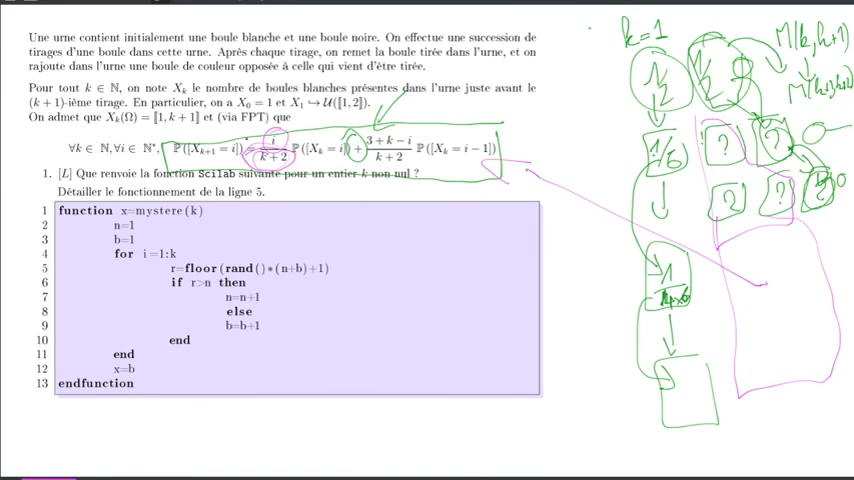 Une urne contient initialement une boule blanche et une boule noire. On effectue une succession de
tirages d'une boule dans cette urne. Après chaque tirage, on remet la boule tirée dans l'urne, et on
rajoute dans l'urne une boule de couleur opposée à celle qui vient d'être tirée.
Pour tout k ∈ ℕ, on note X_k le nombre de boules blanches présentes dans l'urne juste avant le
(k + 1)-ième tirage. En particulier, on a X_0 = 1 et X_1 ↪ 𝒰(⟦1, 2⟧).
On admet que X_k(Ω) = ⟦1, k + 1⟧ et (via FPT) que
∀k ∈ ℕ, ∀i ∈ ℕ*, ℙ([X_{k+1} = i]) = i/(k + 2) ℙ([X_k = i]) + (3 + k − i)/(k + 2) ℙ([X_k = i − 1])
1. [L] Que renvoie la fonction Scilab suivante pour un entier k non nul ?
Détailler le fonctionnement de la ligne 5.
1 function x=mystere(k)
2 n=1
3 b=1
4 for i=1:k
5 r=floor(rand()*(n+b)+1)
6 if r>n then
7 n=n+1
8 else
9 b=b+1
10 end
11 end
12 x=b
13 endfunction
k=1
M(k,k+1)
1/2 1/2
1/6 ? ?
? ?